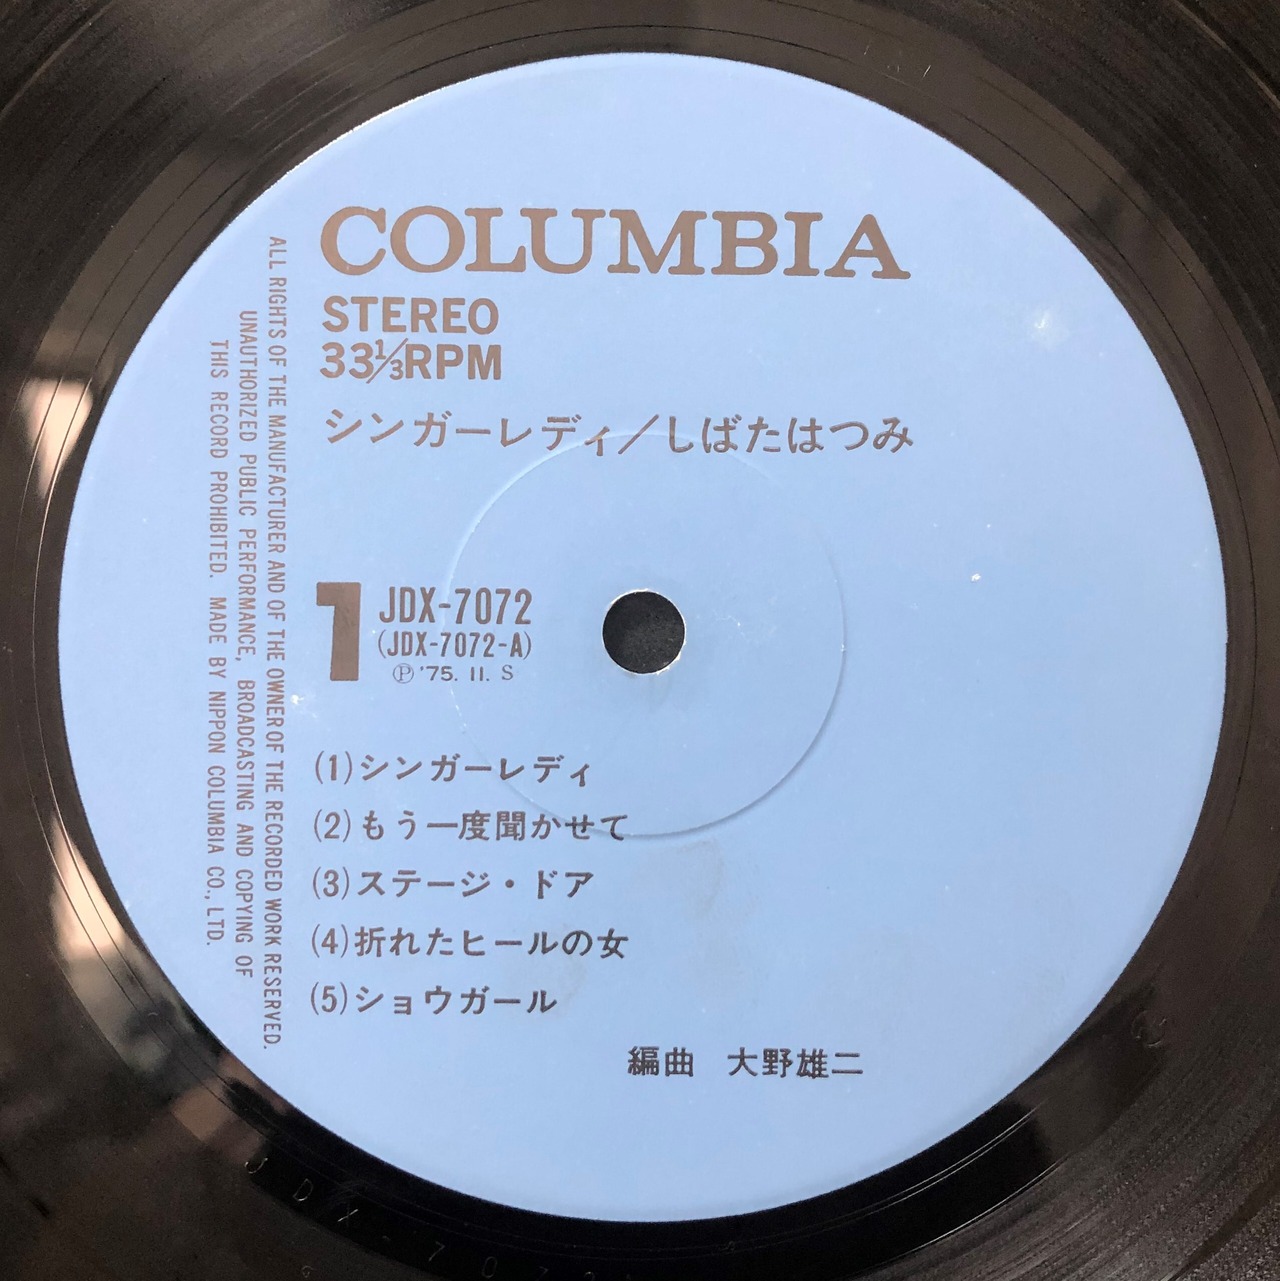 COLUMBIA
STEREO
33⅓RPM
シンガーレディ／しばたはつみ
1
JDX-7072
(JDX-7072-A)
Ⓟ '75. 11. S
(1)シンガーレディ
(2)もう一度聞かせて
(3)ステージ・ドア
(4)折れたヒールの女
(5)ショウガール
編曲　大野雄二
ALL RIGHTS OF THE MANUFACTURER AND OF THE OWNER OF THE RECORDED WORK RESERVED.
UNAUTHORIZED PUBLIC PERFORMANCE, BROADCASTING AND COPYING OF
THIS RECORD PROHIBITED. MADE BY NIPPON COLUMBIA CO., LTD.